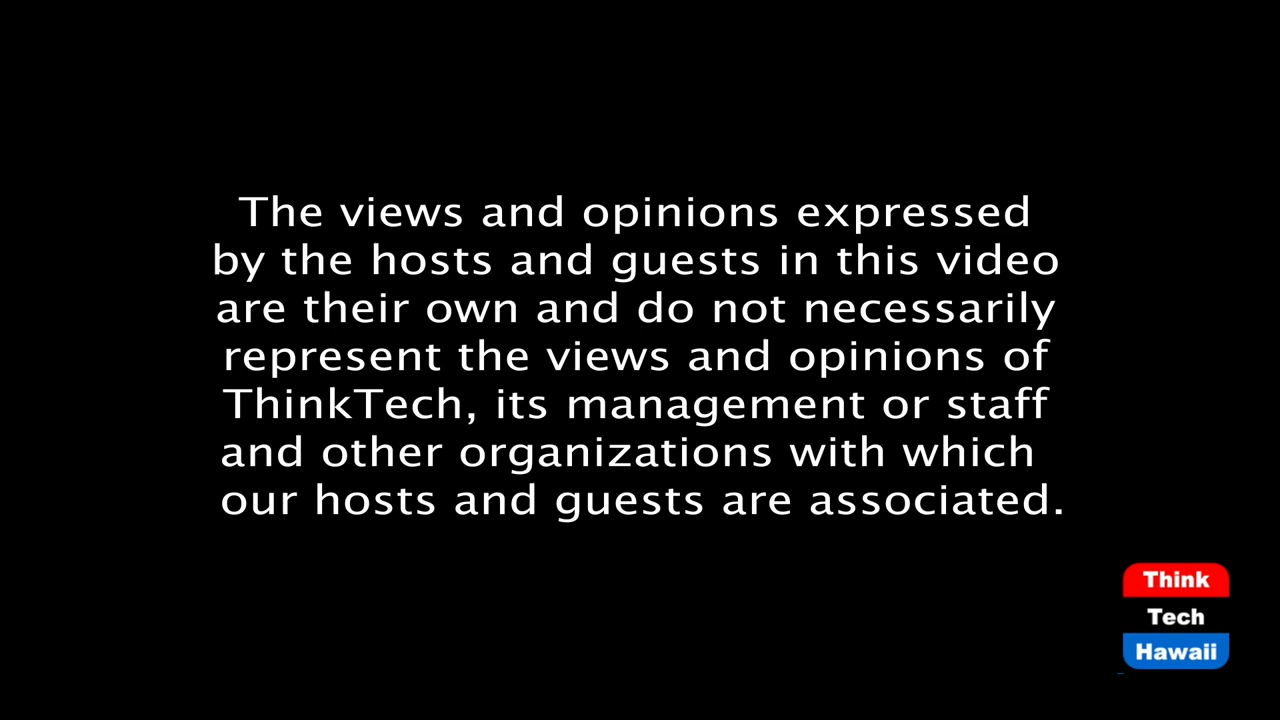 The views and opinions expressed
by the hosts and guests in this video
are their own and do not necessarily
represent the views and opinions of
ThinkTech, its management or staff
and other organizations with which
our hosts and guests are associated.
Think
Tech
Hawaii